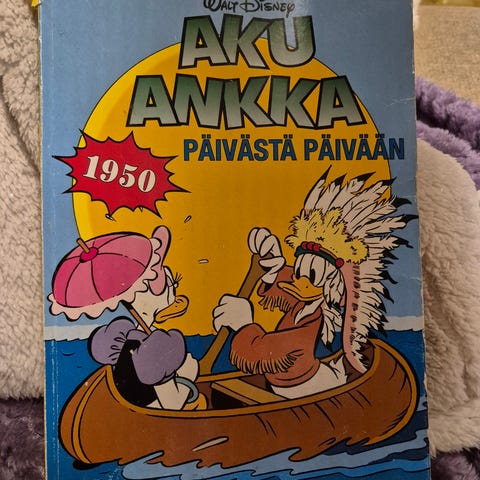 WALT DISNEY
AKU
ANKKA
PÄIVÄSTÄ PÄIVÄÄN
1950